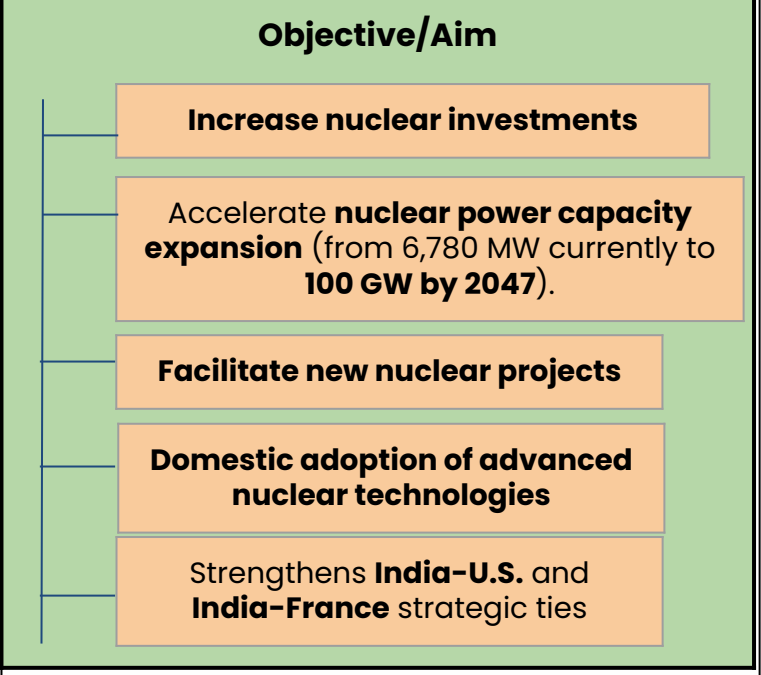 Objective/Aim
Increase nuclear investments
Accelerate nuclear power capacity
expansion (from 6,780 MW currently to
100 GW by 2047).
Facilitate new nuclear projects
Domestic adoption of advanced
nuclear technologies
Strengthens India-U.S. and
India-France strategic ties